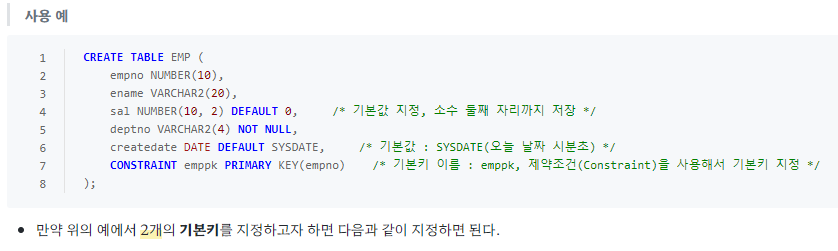 사용 예
1 CREATE TABLE EMP (
2 empno NUMBER(10),
3 ename VARCHAR2(20),
4 sal NUMBER(10, 2) DEFAULT 0, /* 기본값 지정, 소수 둘째 자리까지 저장 */
5 deptno VARCHAR2(4) NOT NULL,
6 createdate DATE DEFAULT SYSDATE, /* 기본값 : SYSDATE(오늘 날짜 시분초) */
7 CONSTRAINT emppk PRIMARY KEY(empno) /* 기본키 이름 : emppk, 제약조건(Constraint)을 사용해서 기본키 지정 */
8 );
• 만약 위의 예에서 2개의 기본키를 지정하고자 하면 다음과 같이 지정하면 된다.